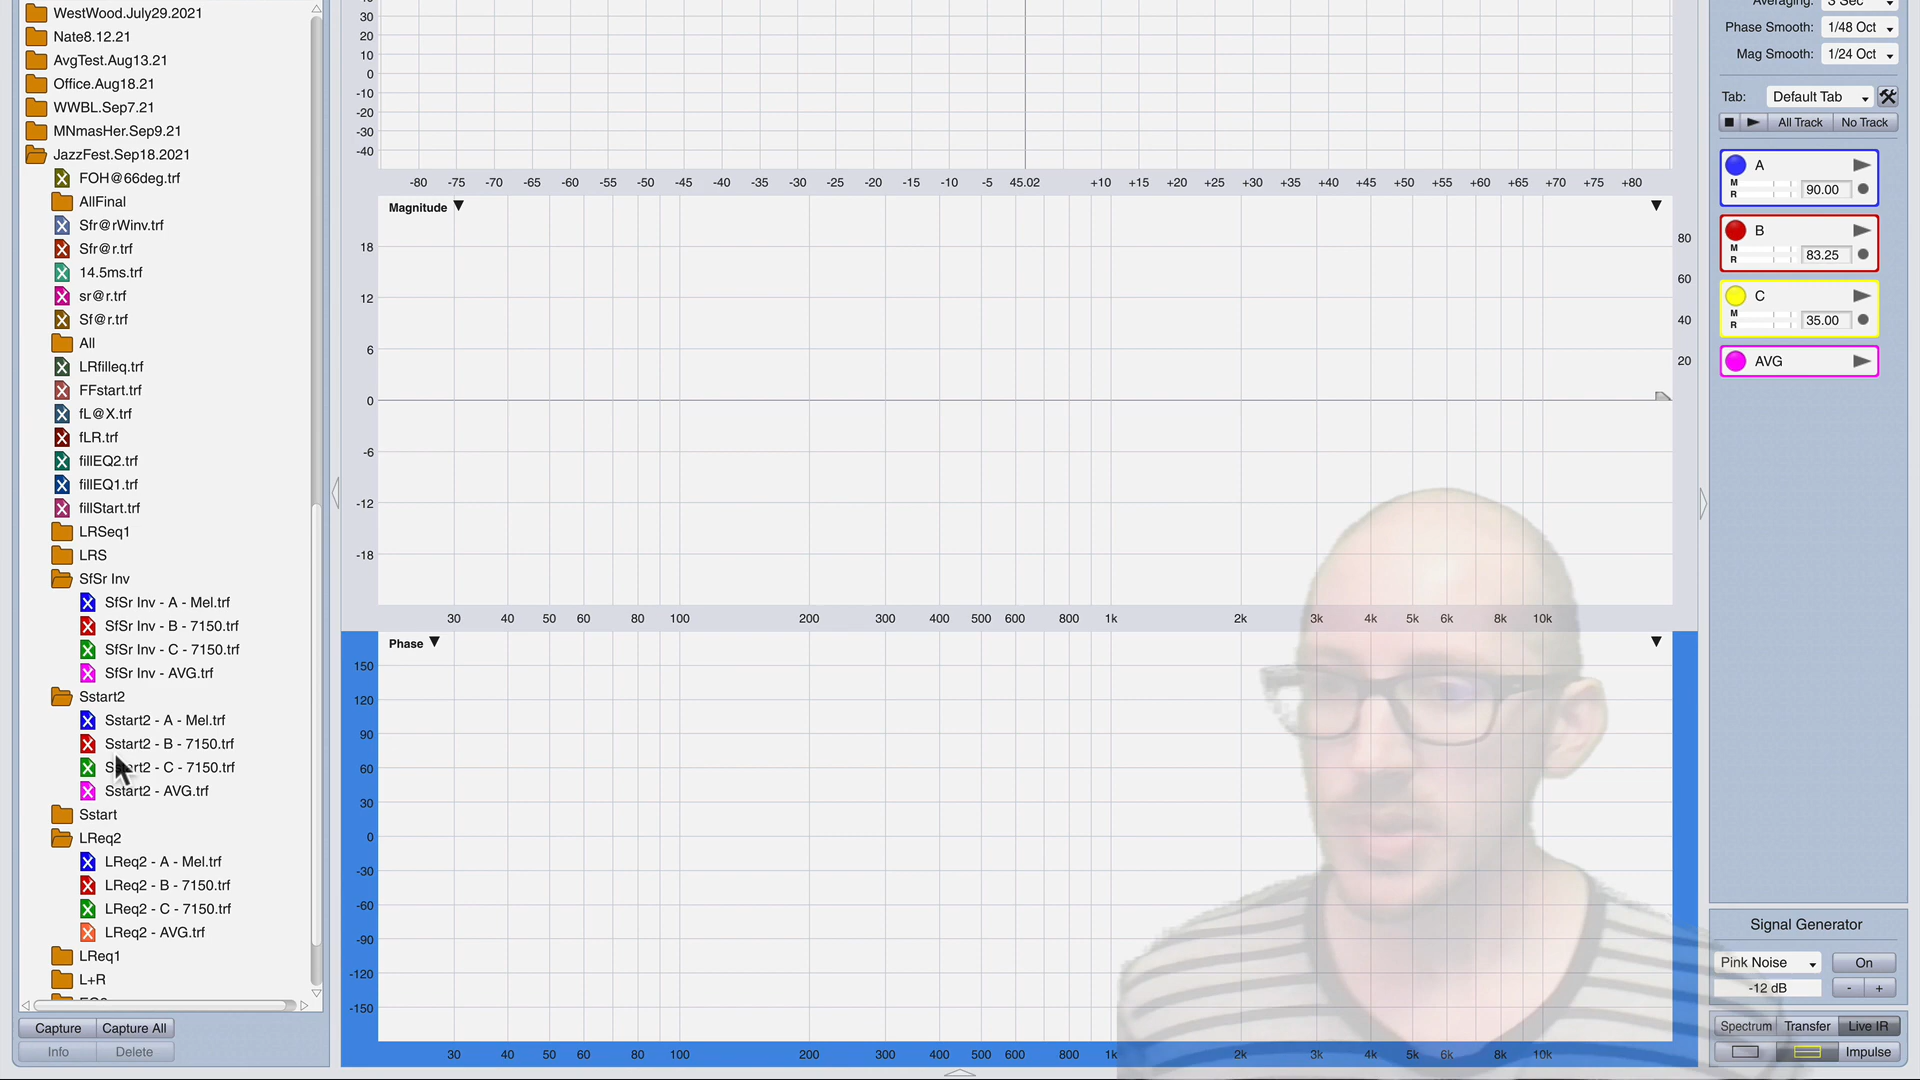 WestWood.July29.2021
Nate8.12.21
AvgTest.Aug13.21
Office.Aug18.21
WWBL.Sep7.21
MNmasHer.Sep9.21
JazzFest.Sep18.2021
FOH@66deg.trf
AllFinal
Sfr@rWinv.trf
Sfr@r.trf
14.5ms.trf
sr@r.trf
Sf@r.trf
All
LRfilleq.trf
FFstart.trf
fL@X.trf
fLR.trf
fillEQ2.trf
fillEQ1.trf
fillStart.trf
LRSeq1
LRS
SfSr Inv
SfSr Inv - A - Mel.trf
SfSr Inv - B - 7150.trf
SfSr Inv - C - 7150.trf
SfSr Inv - AVG.trf
Sstart2
Sstart2 - A - Mel.trf
Sstart2 - B - 7150.trf
Sstart2 - C - 7150.trf
Sstart2 - AVG.trf
Sstart
LReq2
LReq2 - A - Mel.trf
LReq2 - B - 7150.trf
LReq2 - C - 7150.trf
LReq2 - AVG.trf
LReq1
L+R
Capture Capture All
Info Delete
30
20
10
0
-10
-20
-30
-40
-80 -75 -70 -65 -60 -55 -50 -45 -40 -35 -30 -25 -20 -15 -10 -5 45.02 +10 +15 +20 +25 +30 +35 +40 +45 +50 +55 +60 +65 +70 +75 +80
Magnitude
18
12
6
0
-6
-12
-18
80
60
40
20
30 40 50 60 80 100 200 300 400 500 600 800 1k 2k 3k 4k 5k 6k 8k 10k
Phase
150
120
90
60
30
0
-30
-60
-90
-120
-150
30 40 50 60 80 100 200 300 400 500 600 800 1k 2k 3k 4k 5k 6k 8k 10k
Averaging: 3 Sec
Phase Smooth: 1/48 Oct
Mag Smooth: 1/24 Oct
Tab: Default Tab
All Track No Track
A
M
R 90.00
B
M
R 83.25
C
M
R 35.00
AVG
Signal Generator
Pink Noise On
-12 dB - +
Spectrum Transfer Live IR
Impulse